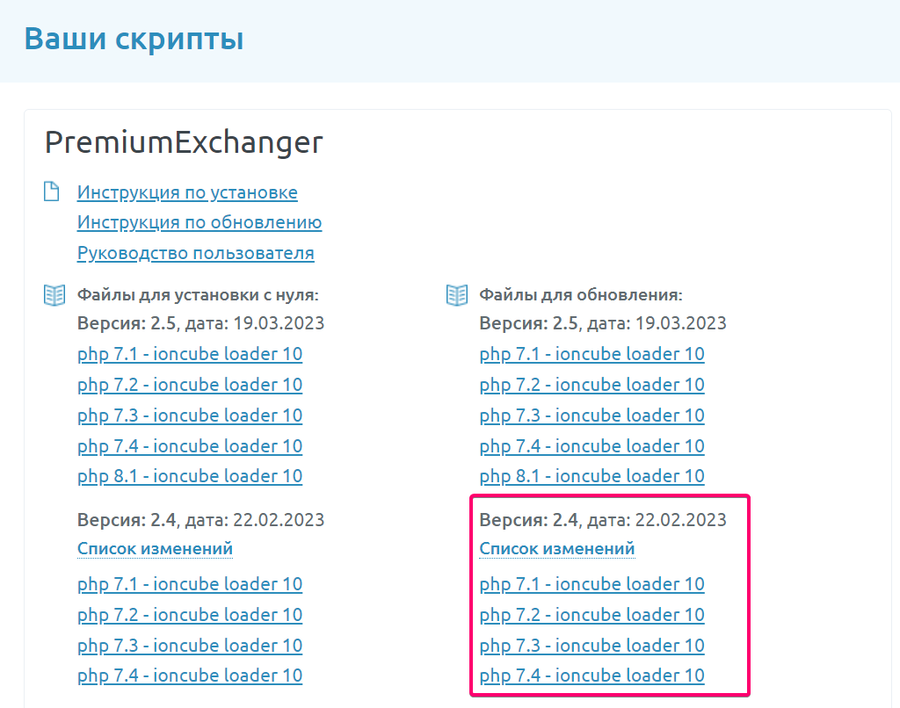 Ваши скрипты
PremiumExchanger
Инструкция по установке
Инструкция по обновлению
Руководство пользователя
Файлы для установки с нуля:
Версия: 2.5, дата: 19.03.2023
php 7.1 - ioncube loader 10
php 7.2 - ioncube loader 10
php 7.3 - ioncube loader 10
php 7.4 - ioncube loader 10
php 8.1 - ioncube loader 10
Версия: 2.4, дата: 22.02.2023
Список изменений
php 7.1 - ioncube loader 10
php 7.2 - ioncube loader 10
php 7.3 - ioncube loader 10
php 7.4 - ioncube loader 10
Файлы для обновления:
Версия: 2.5, дата: 19.03.2023
php 7.1 - ioncube loader 10
php 7.2 - ioncube loader 10
php 7.3 - ioncube loader 10
php 7.4 - ioncube loader 10
php 8.1 - ioncube loader 10
Версия: 2.4, дата: 22.02.2023
Список изменений
php 7.1 - ioncube loader 10
php 7.2 - ioncube loader 10
php 7.3 - ioncube loader 10
php 7.4 - ioncube loader 10